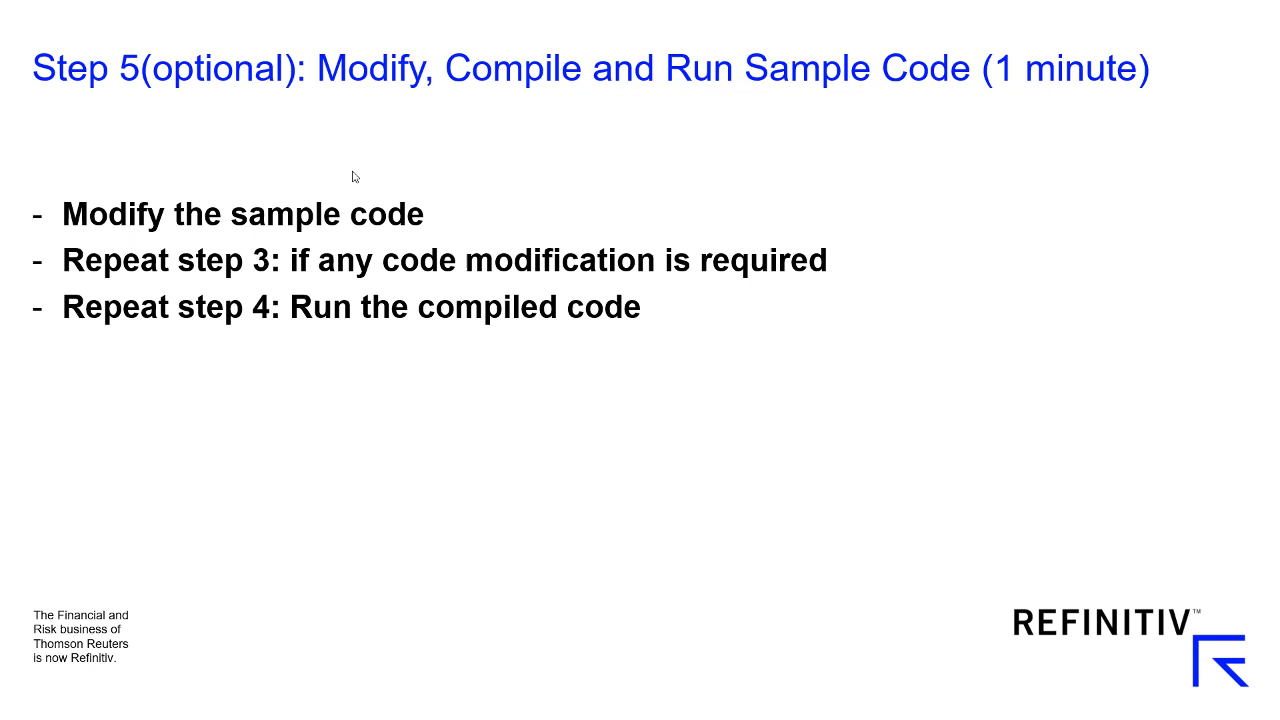 Step 5(optional): Modify, Compile and Run Sample Code (1 minute)
- Modify the sample code
- Repeat step 3: if any code modification is required
- Repeat step 4: Run the compiled code
The Financial and
Risk business of
Thomson Reuters
is now Refinitiv.
REFINITIV™